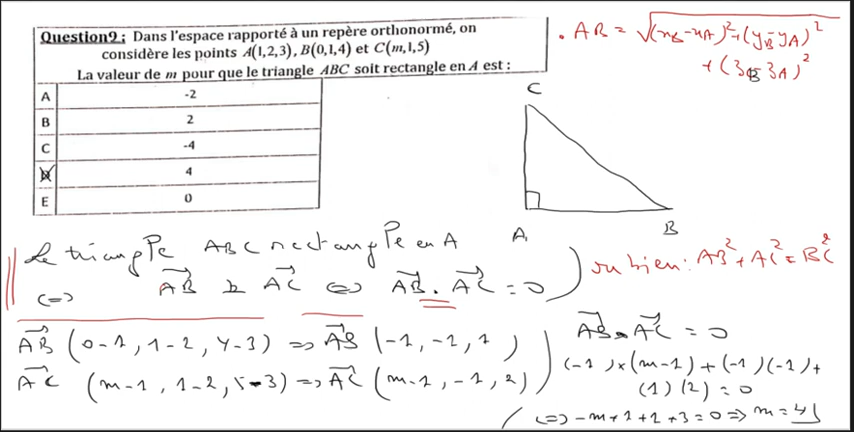 Question9 : Dans l'espace rapporté à un repère orthonormé, on
considère les points A(1,2,3), B(0,1,4) et C(m,1,5)
La valeur de m pour que le triangle ABC soit rectangle en A est :
A -2
B 2
C -4
D 4
E 0
. AB = √(xB-xA)²+(yB-yA)²
+(3B-3A)²
C
A
B
Le triangle ABC rectangle en A
<=> AB ⊥ AC <=> AB . AC = 0
ou bien : AB² + AC² = BC²
AB (0-1, 1-2, 4-3) => AB (-1, -1, 1)
AC (m-1, 1-2, 5-3) => AC (m-1, -1, 2)
AB . AC = 0
(-1)×(m-1)+(-1)(-1)+
(1)(2)=0
<=> -m+1+2+3=0 => m=4